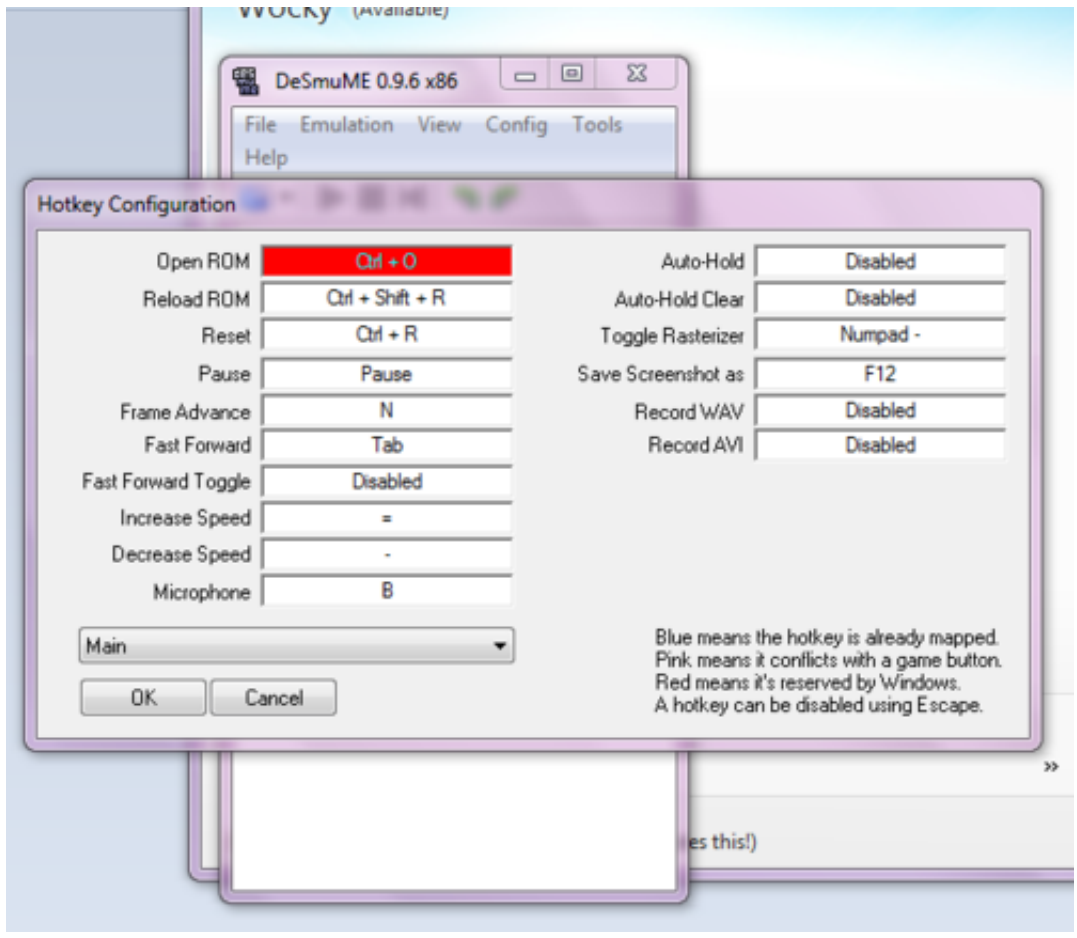 Wocky (Available)
DeSmuME 0.9.6 x86
File Emulation View Config Tools
Help
Hotkey Configuration
Open ROM Ctrl + O
Reload ROM Ctrl + Shift + R
Reset Ctrl + R
Pause Pause
Frame Advance N
Fast Forward Tab
Fast Forward Toggle Disabled
Increase Speed =
Decrease Speed -
Microphone B
Auto-Hold Disabled
Auto-Hold Clear Disabled
Toggle Rasterizer Numpad -
Save Screenshot as F12
Record WAV Disabled
Record AVI Disabled
Main
OK Cancel
Blue means the hotkey is already mapped.
Pink means it conflicts with a game button.
Red means it's reserved by Windows.
A hotkey can be disabled using Escape.
»
es this!)